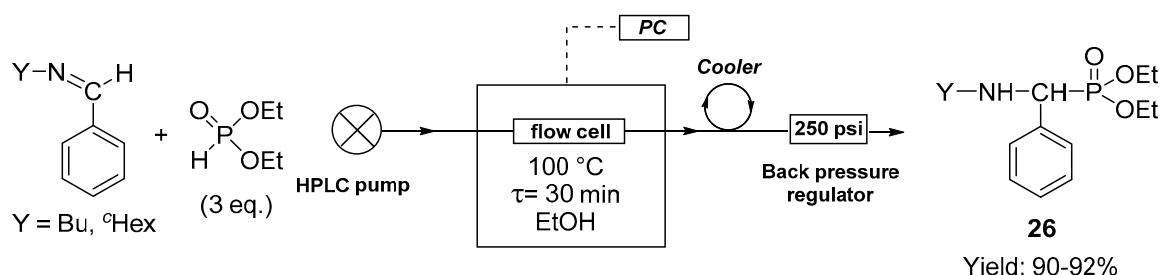 Y–N=C–H
+
O=P–OEt
H OEt
(3 eq.)
Y = Bu, ᶜHex
HPLC pump
PC
flow cell
100 °C
τ= 30 min
EtOH
Cooler
250 psi
Back pressure
regulator
O
Y–NH–CH–P–OEt
OEt
26
Yield: 90-92%